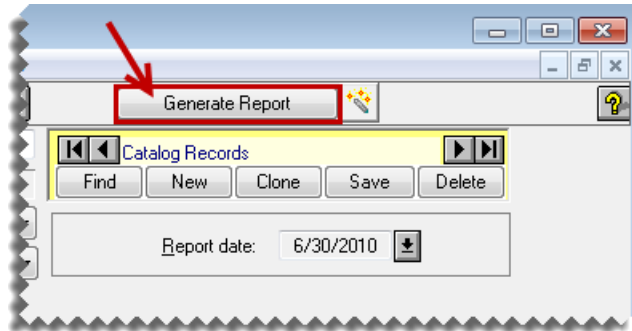 Generate Report
?
Catalog Records
Find New Clone Save Delete
Report date: 6/30/2010